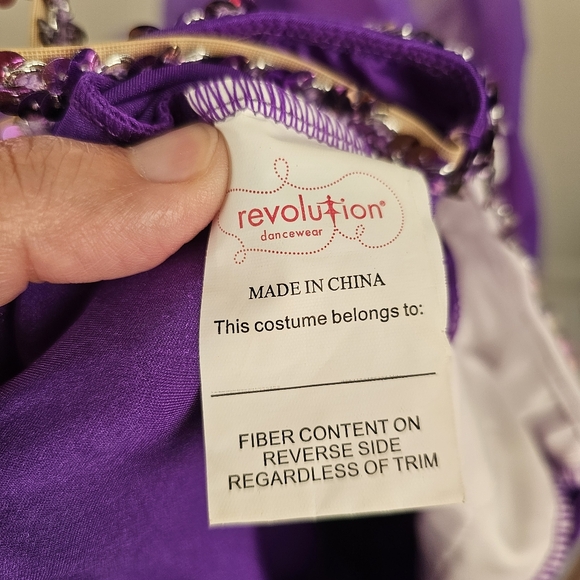 revolution®
dancewear
MADE IN CHINA
This costume belongs to:
FIBER CONTENT ON
REVERSE SIDE
REGARDLESS OF TRIM